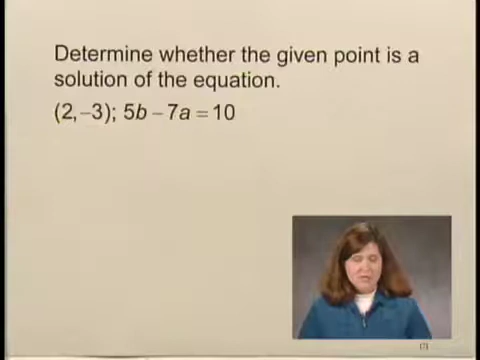 Determine whether the given point is a
solution of the equation.
(2,−3); 5b − 7a = 10